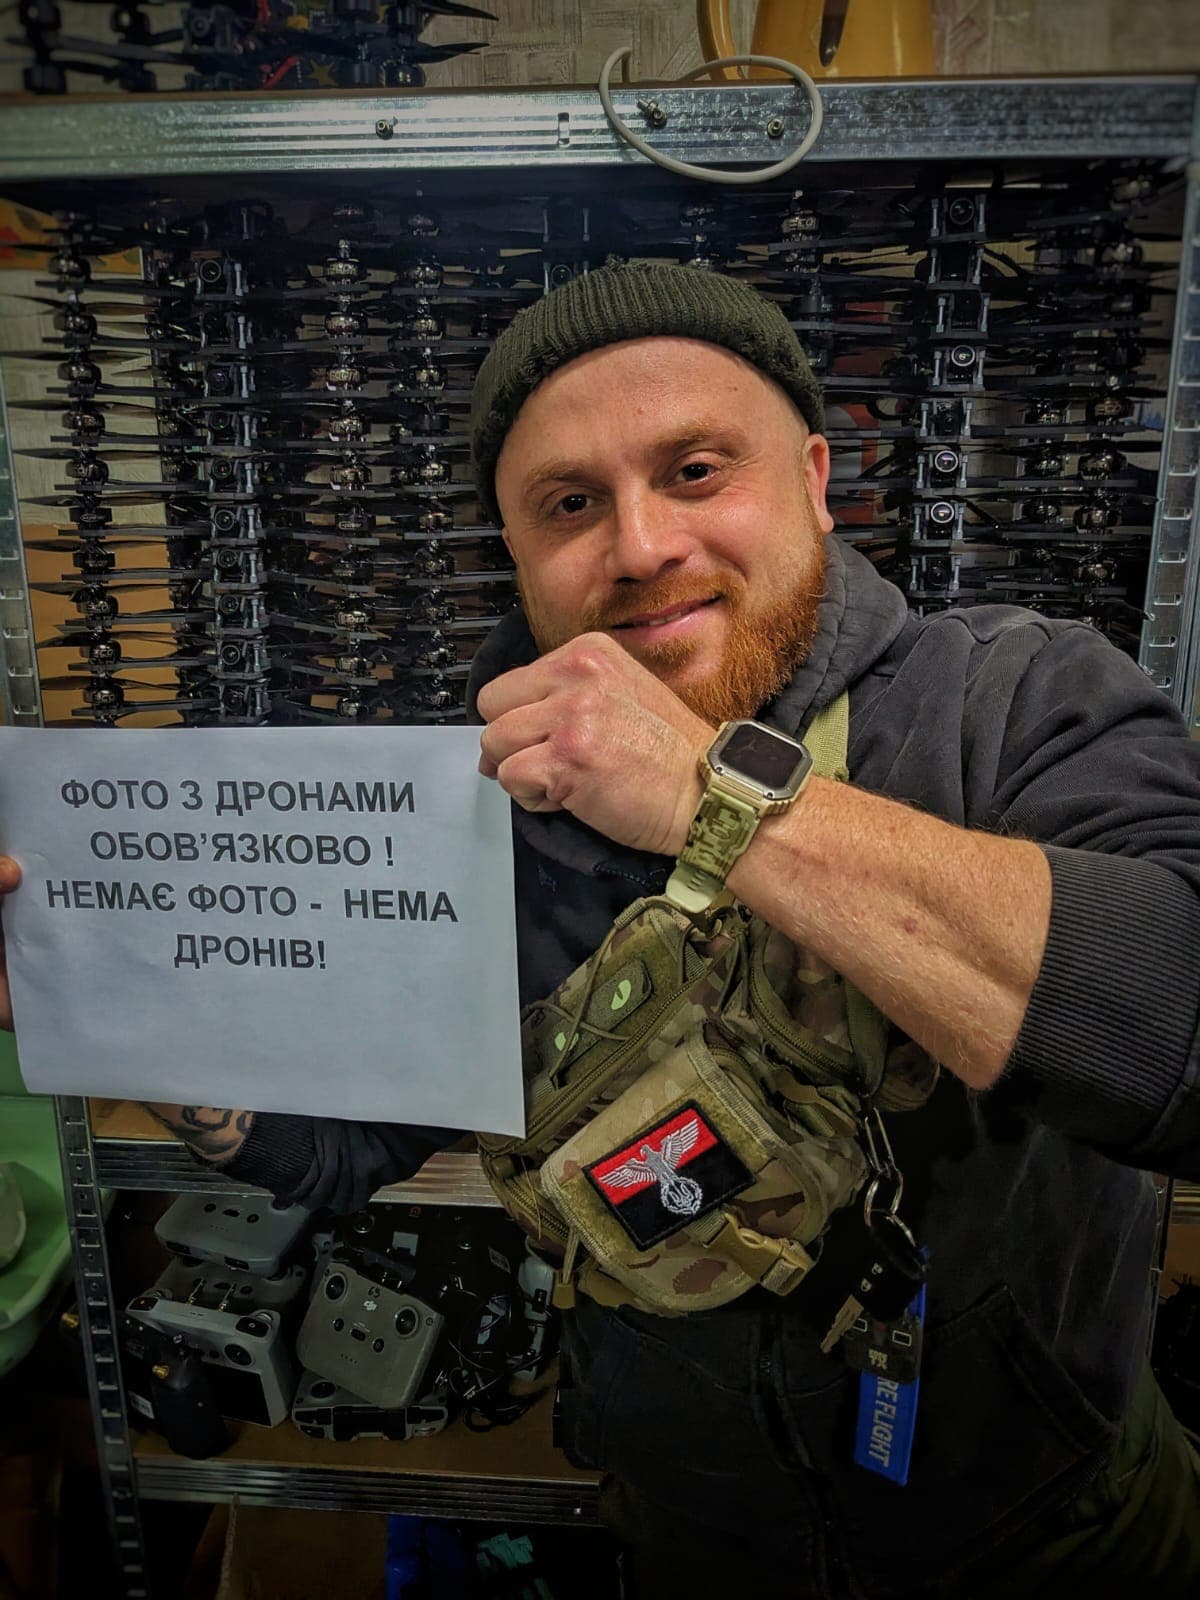 ФОТО З ДРОНАМИ
ОБОВ'ЯЗКОВО !
НЕМАЄ ФОТО - НЕМА
ДРОНІВ!
RE FLIGHT